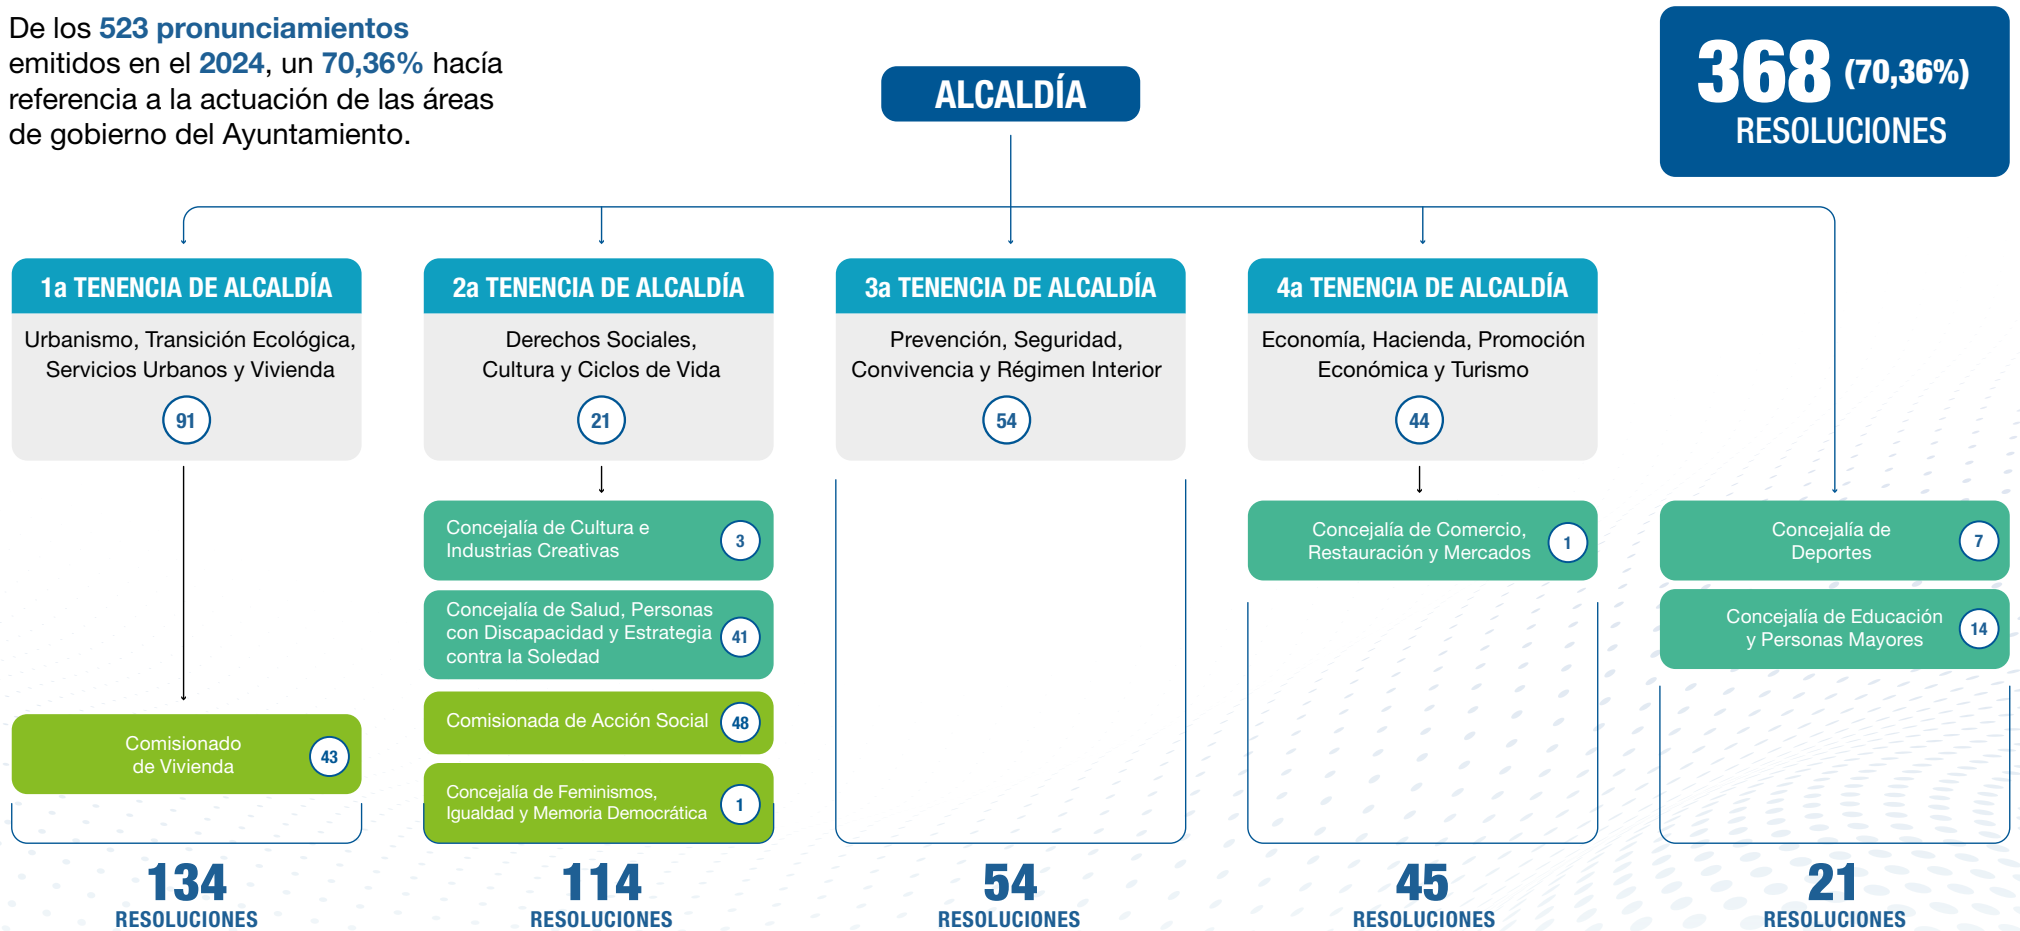 De los 523 pronunciamientos
emitidos en el 2024, un 70,36% hacía
referencia a la actuación de las áreas
de gobierno del Ayuntamiento.
ALCALDÍA
368 (70,36%)
RESOLUCIONES
1a TENENCIA DE ALCALDÍA
Urbanismo, Transición Ecológica,
Servicios Urbanos y Vivienda
91
Comisionado
de Vivienda
43
134
RESOLUCIONES
2a TENENCIA DE ALCALDÍA
Derechos Sociales,
Cultura y Ciclos de Vida
21
Concejalía de Cultura e
Industrias Creativas
3
Concejalía de Salud, Personas
con Discapacidad y Estrategia
contra la Soledad
41
Comisionada de Acción Social
48
Concejalía de Feminismos,
Igualdad y Memoria Democrática
1
114
RESOLUCIONES
3a TENENCIA DE ALCALDÍA
Prevención, Seguridad,
Convivencia y Régimen Interior
54
54
RESOLUCIONES
4a TENENCIA DE ALCALDÍA
Economía, Hacienda, Promoción
Económica y Turismo
44
Concejalía de Comercio,
Restauración y Mercados
1
45
RESOLUCIONES
Concejalía de
Deportes
7
Concejalía de Educación
y Personas Mayores
14
21
RESOLUCIONES